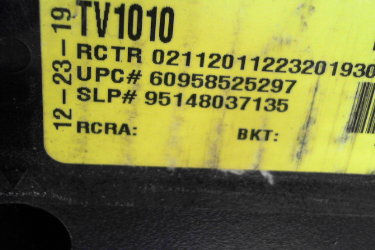 TV1010
RCTR 02112011223201930
UPC# 60958525297
SLP# 95148037135
RCRA: BKT:
12-23-19